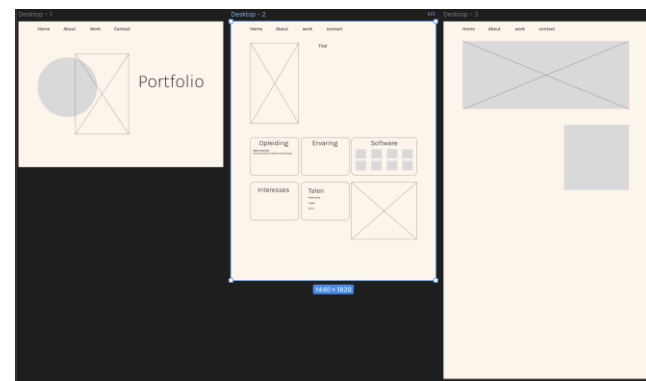 Desktop - 1
Home About Work Contact
Portfolio
Desktop - 2
Home About work contact
Titel
Opleiding
Ervaring
Software
Interesses
Talen
1440 × 1820
Desktop - 3
Home About work contact